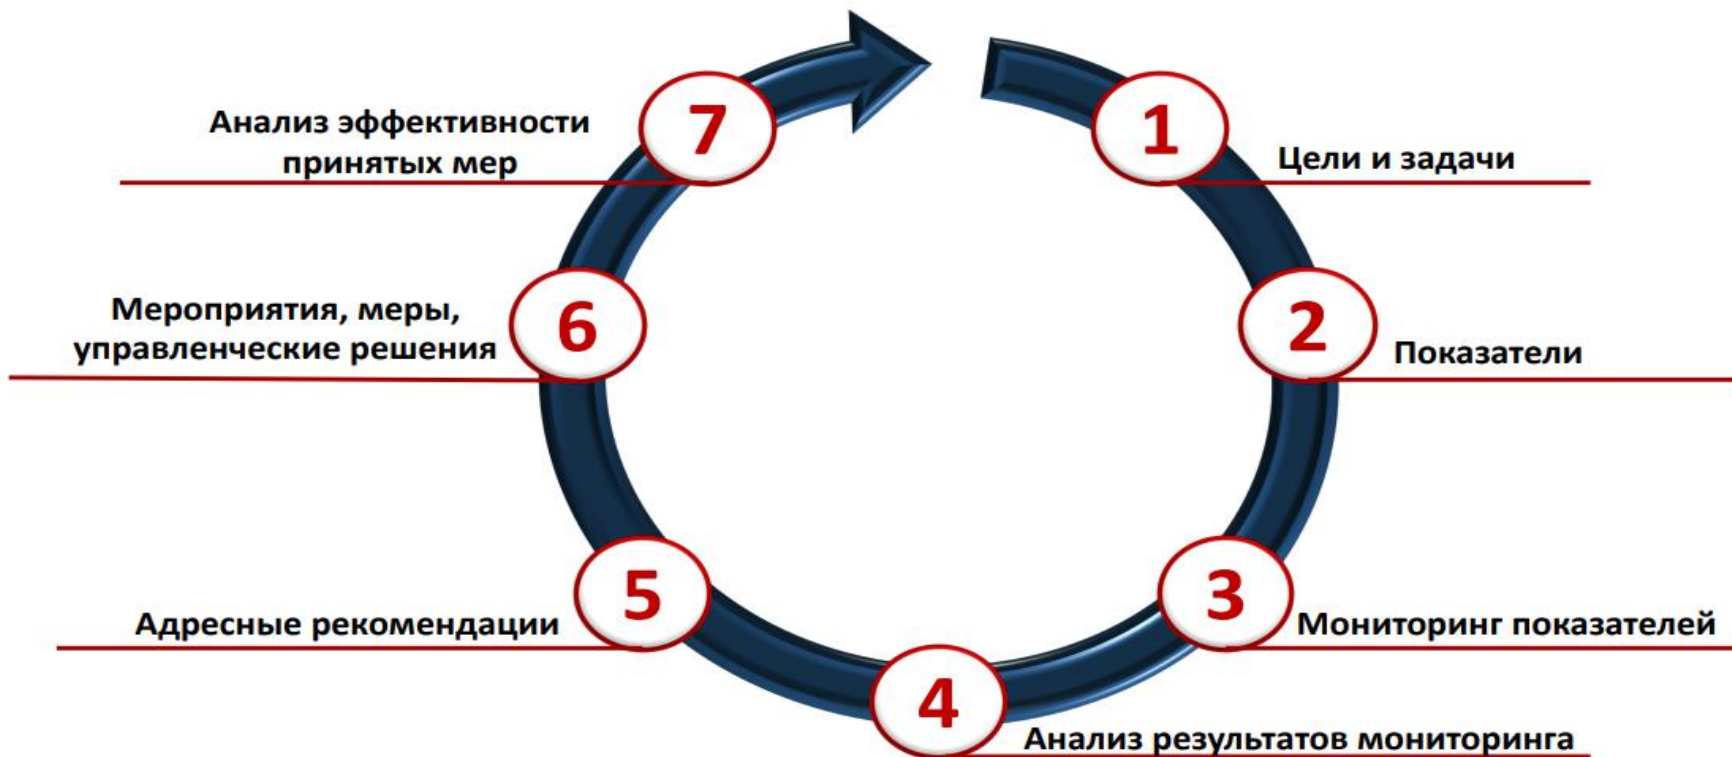 1
Цели и задачи
2
Показатели
3
Мониторинг показателей
4
Анализ результатов мониторинга
5
Адресные рекомендации
6
Мероприятия, меры,
управленческие решения
7
Анализ эффективности
принятых мер